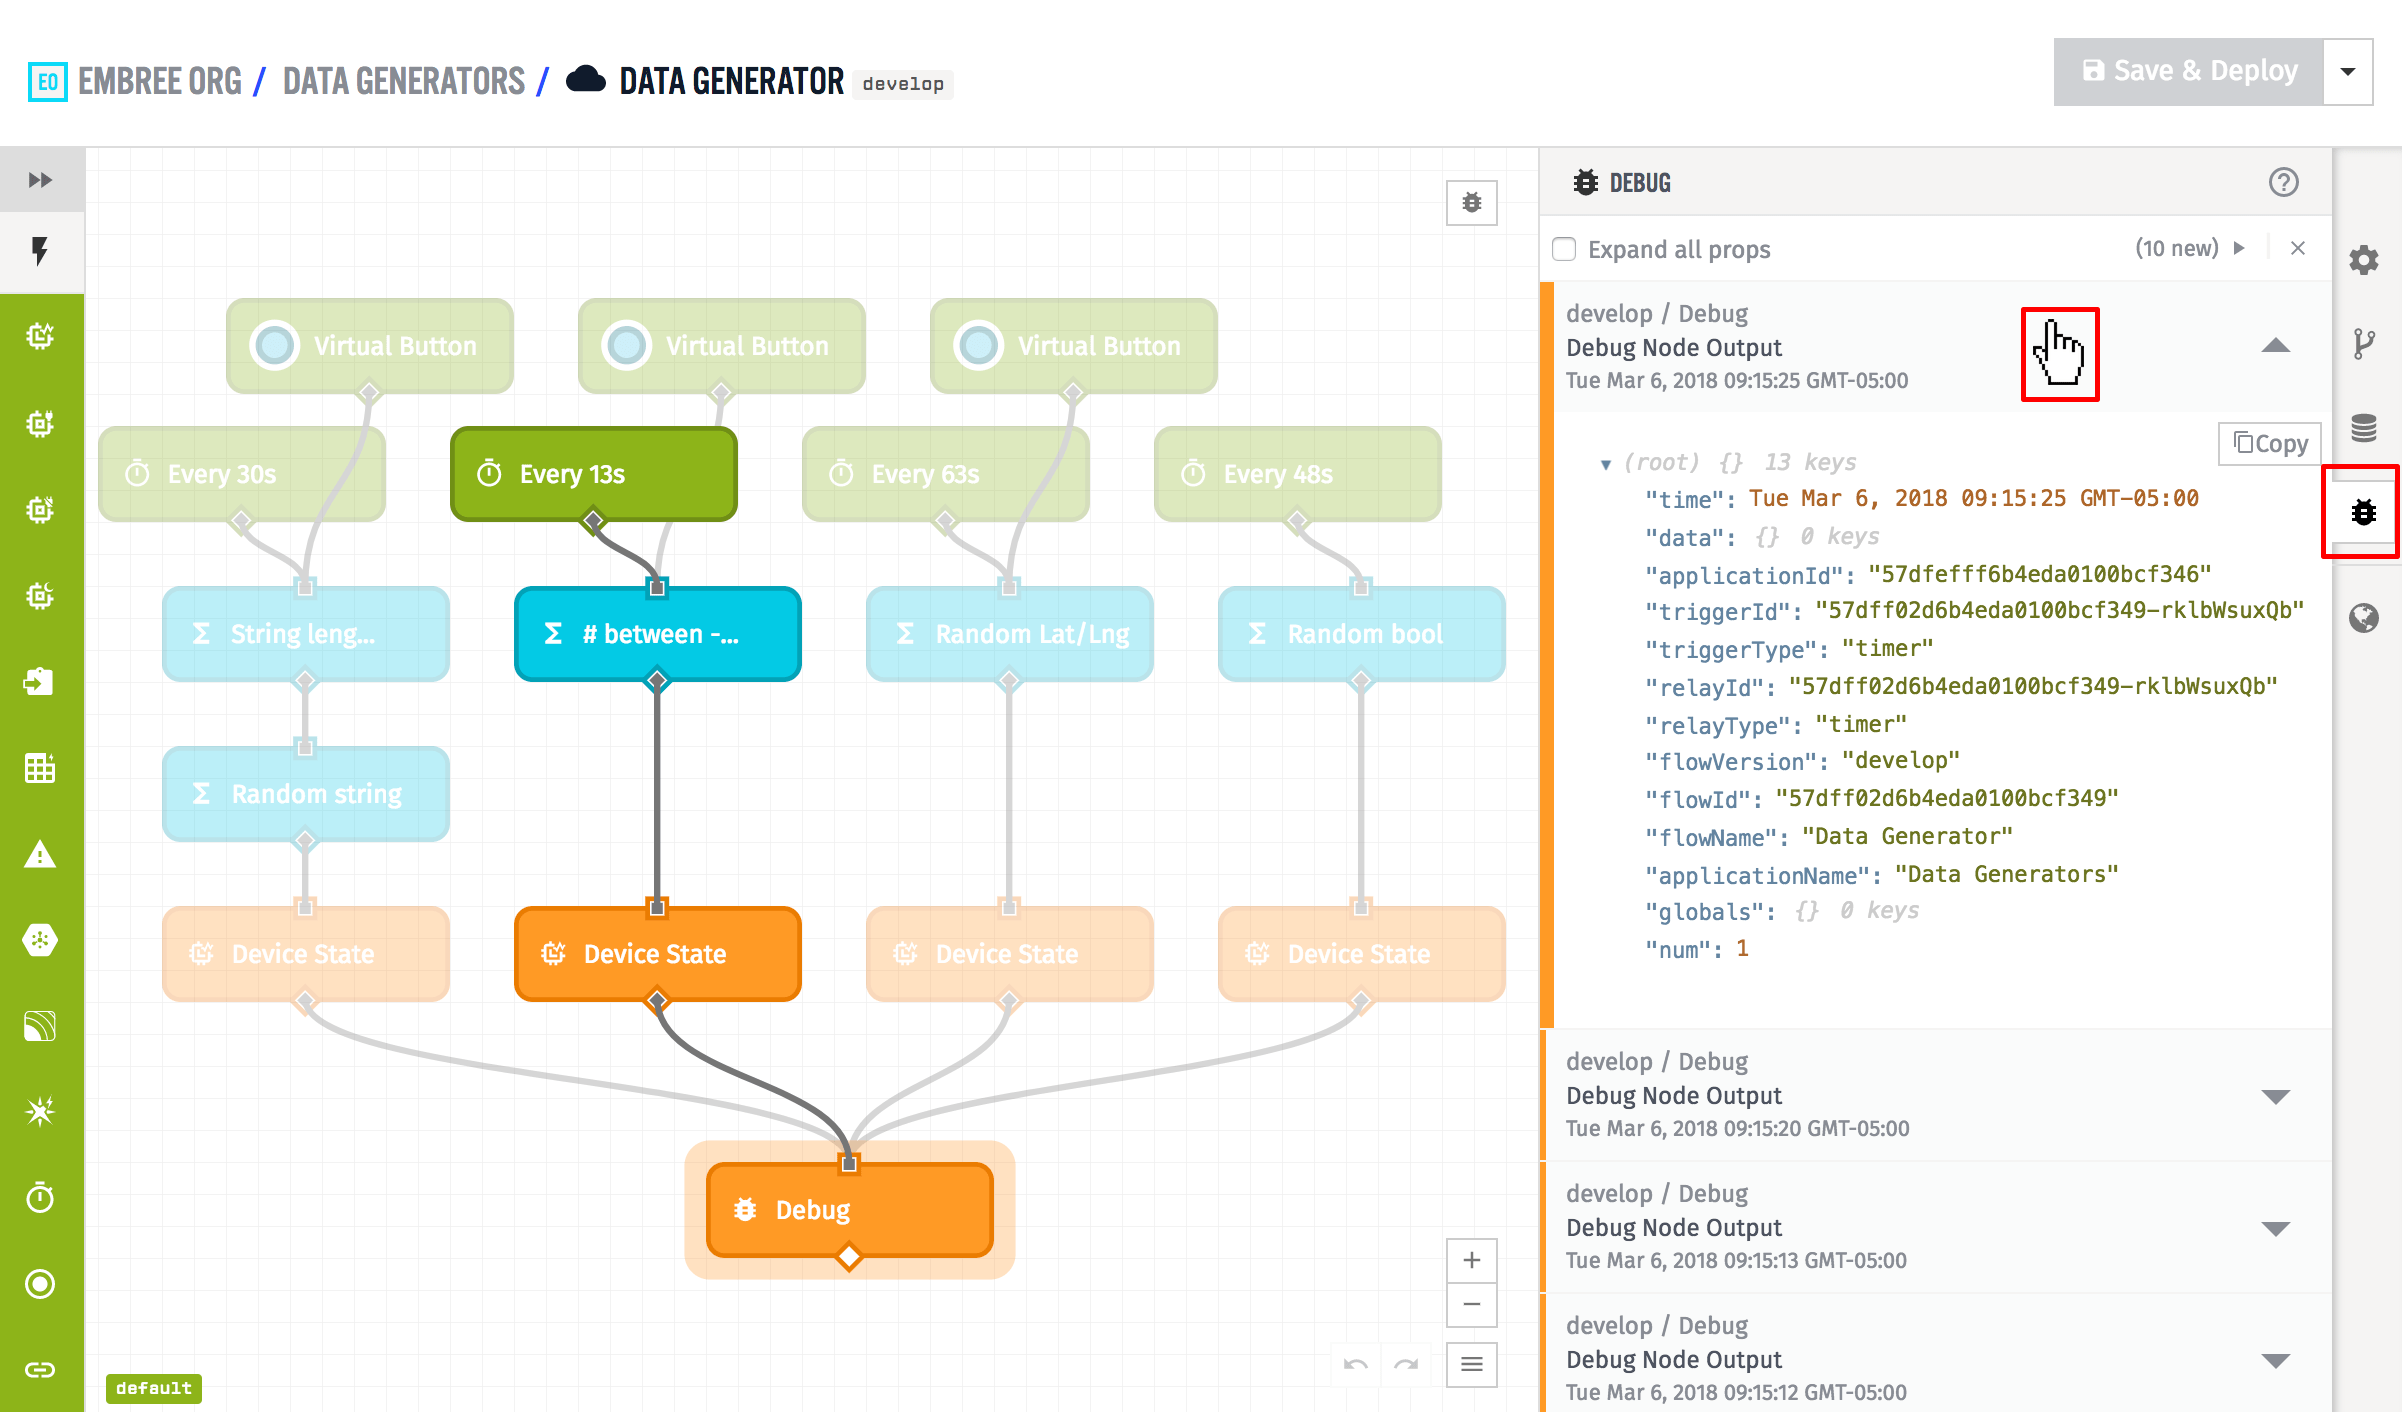 EO EMBREE ORG / DATA GENERATORS / DATA GENERATOR develop
Save & Deploy
Virtual Button
Virtual Button
Virtual Button
Every 30s
Every 13s
Every 63s
Every 48s
String leng...
# between -...
Random Lat/Lng
Random bool
Random string
Device State
Device State
Device State
Device State
Debug
default
DEBUG
Expand all props
(10 new)
develop / Debug
Debug Node Output
Tue Mar 6, 2018 09:15:25 GMT-05:00
Copy
(root) {} 13 keys
"time": Tue Mar 6, 2018 09:15:25 GMT-05:00
"data": {} 0 keys
"applicationId": "57dfefff6b4eda0100bcf346"
"triggerId": "57dff02d6b4eda0100bcf349-rklbWsuxQb"
"triggerType": "timer"
"relayId": "57dff02d6b4eda0100bcf349-rklbWsuxQb"
"relayType": "timer"
"flowVersion": "develop"
"flowId": "57dff02d6b4eda0100bcf349"
"flowName": "Data Generator"
"applicationName": "Data Generators"
"globals": {} 0 keys
"num": 1
develop / Debug
Debug Node Output
Tue Mar 6, 2018 09:15:20 GMT-05:00
develop / Debug
Debug Node Output
Tue Mar 6, 2018 09:15:13 GMT-05:00
develop / Debug
Debug Node Output
Tue Mar 6, 2018 09:15:12 GMT-05:00